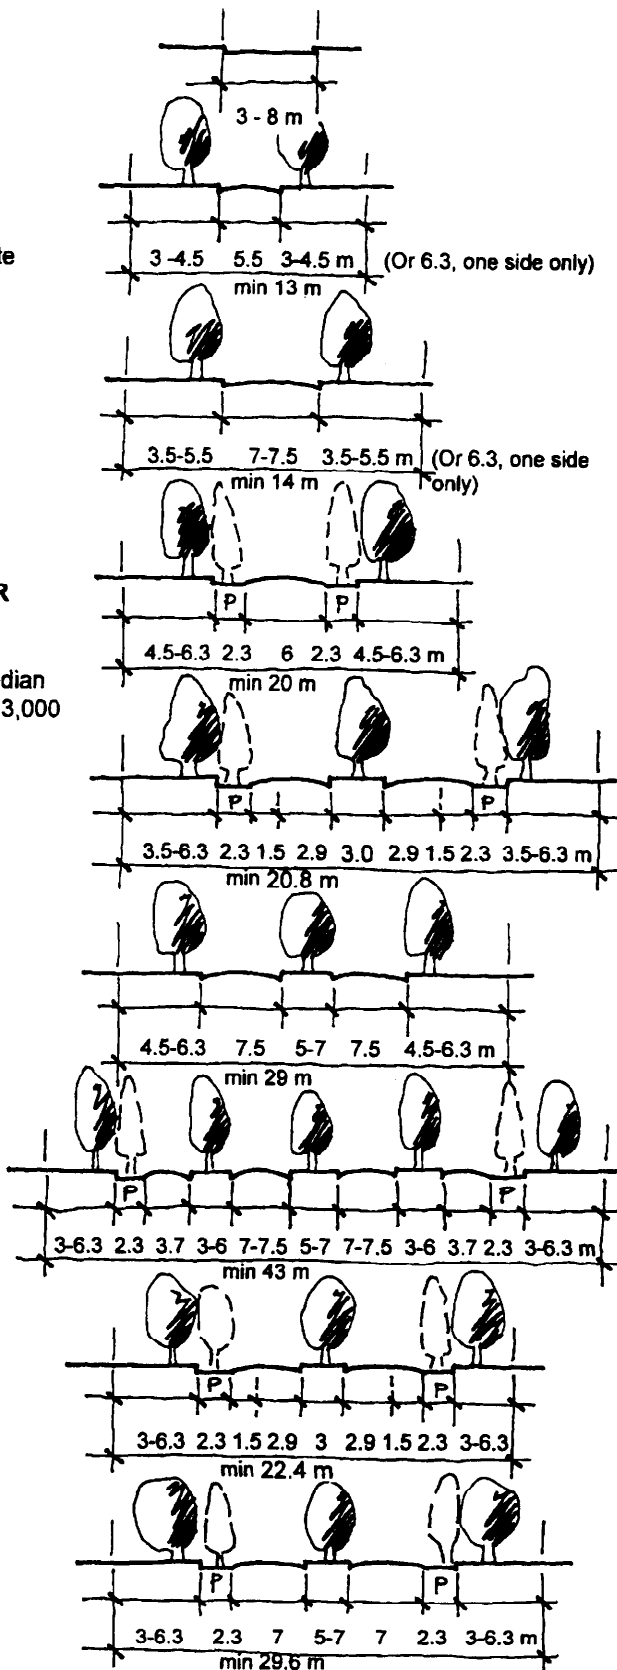 3 - 8 m
te
3 -4.5 5.5 3-4.5 m (Or 6.3, one side only)
min 13 m
3.5-5.5 7-7.5 3.5-5.5 m (Or 6.3, one side
min 14 m only)
R
P P
4.5-6.3 2.3 6 2.3 4.5-6.3 m
min 20 m
dian
3,000
P P
3.5-6.3 2.3 1.5 2.9 3.0 2.9 1.5 2.3 3.5-6.3 m
min 20.8 m
4.5-6.3 7.5 5-7 7.5 4.5-6.3 m
min 29 m
P P
3-6.3 2.3 3.7 3-6 7-7.5 5-7 7-7.5 3-6 3.7 2.3 3-6.3 m
min 43 m
P P
3-6.3 2.3 1.5 2.9 3 2.9 1.5 2.3 3-6.3
min 22.4 m
P P
3-6.3 2.3 7 5-7 7 2.3 3-6.3 m
min 29.6 m